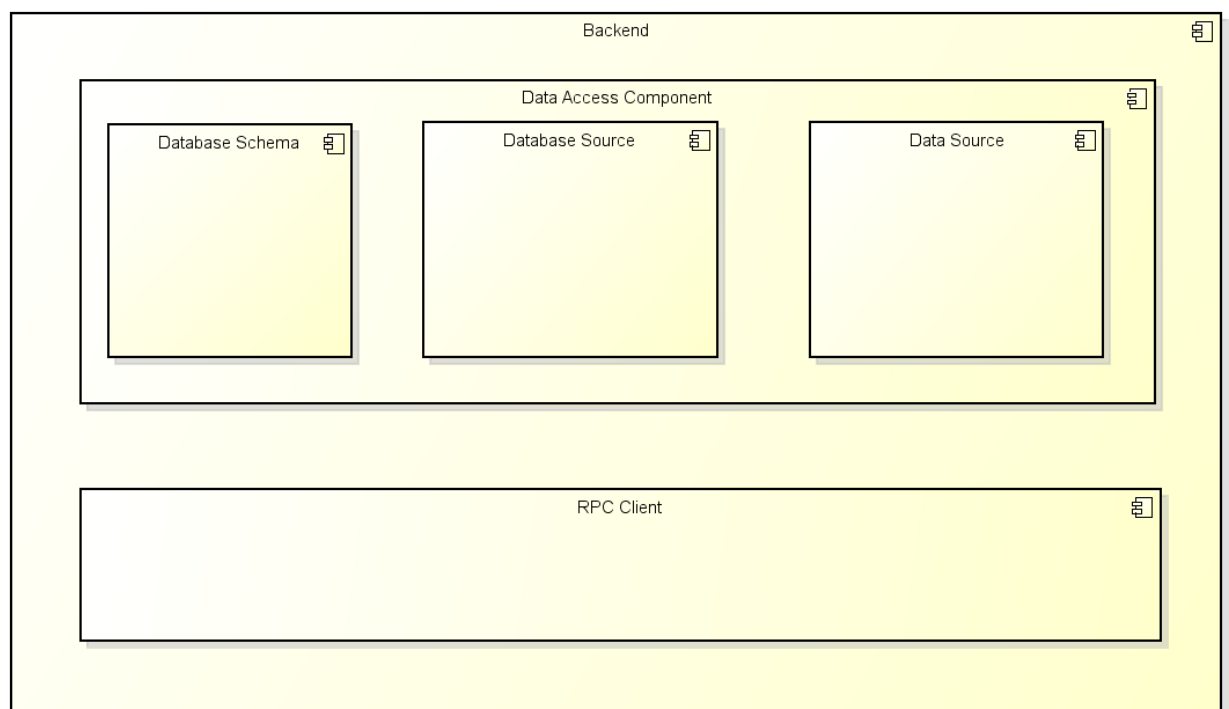 Backend
Data Access Component
Database Schema
Database Source
Data Source
RPC Client